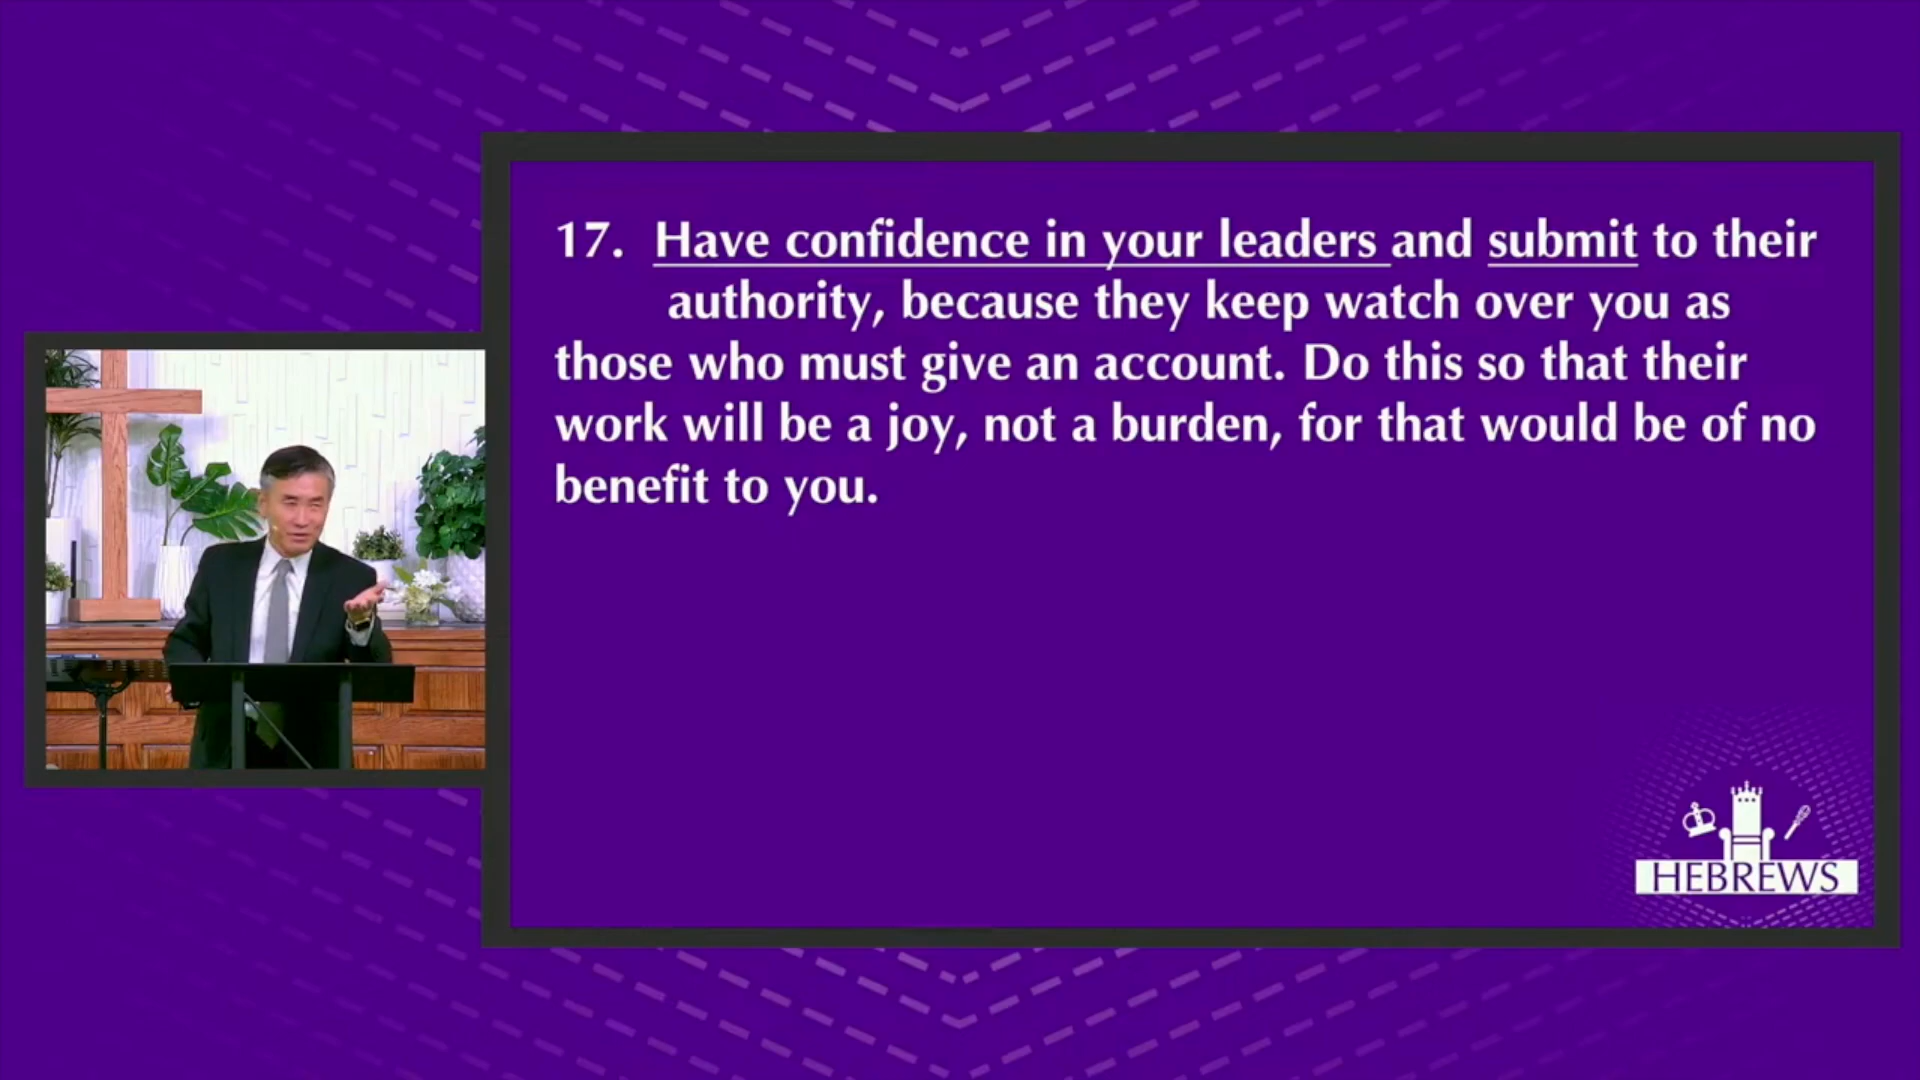 17. Have confidence in your leaders and submit to their
authority, because they keep watch over you as
those who must give an account. Do this so that their
work will be a joy, not a burden, for that would be of no
benefit to you.
HEBREWS